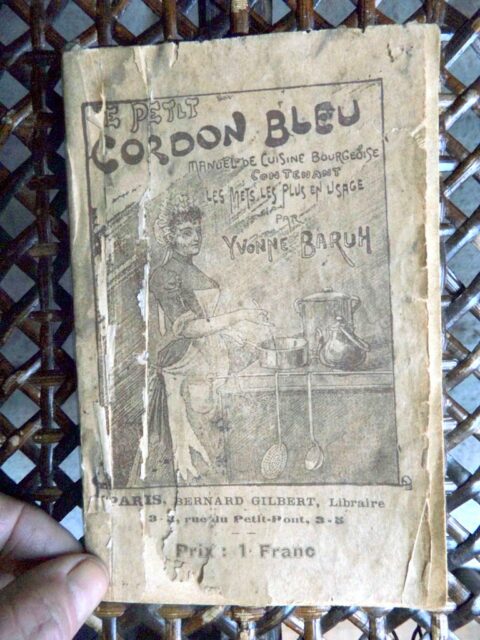 LE PETIT
CORDON BLEU
MANUEL DE CUISINE BOURGEOISE
CONTENANT
LES METS LES PLUS EN USAGE
PAR
YVONNE BARUH
PARIS, BERNARD GILBERT, Libraire
rue du Petit-Pont,
Prix : 1 Franc